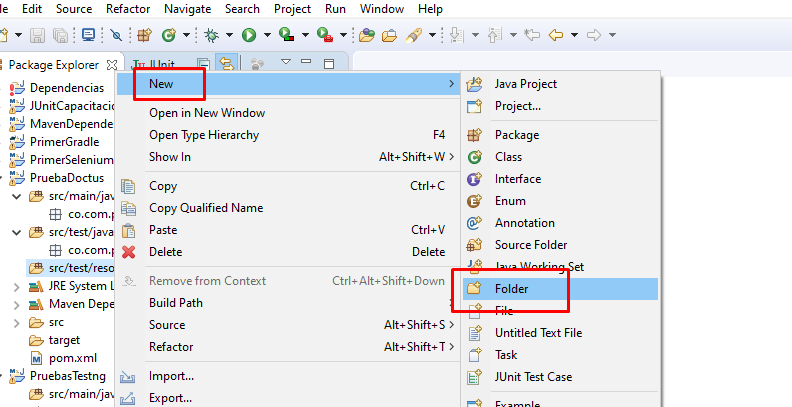 Edit Source Refactor Navigate Search Project Run Window Help
Package Explorer JUnit
Dependencias
JUnitCapacitaci
MavenDepende
PrimerGradle
PrimerSelenium
PruebaDoctus
src/main/jav
co.com.p
src/test/java
co.com.p
src/test/reso
JRE System L
Maven Depe
src
target
pom.xml
PruebasTestng
src/main/jav
New
Open in New Window
Open Type Hierarchy F4
Show In Alt+Shift+W
Copy Ctrl+C
Copy Qualified Name
Paste Ctrl+V
Delete Delete
Remove from Context Ctrl+Alt+Shift+Down
Build Path
Source Alt+Shift+S
Refactor Alt+Shift+T
Import...
Export...
Java Project
Project...
Package
Class
Interface
Enum
Annotation
Source Folder
Java Working Set
Folder
File
Untitled Text File
Task
JUnit Test Case
Example